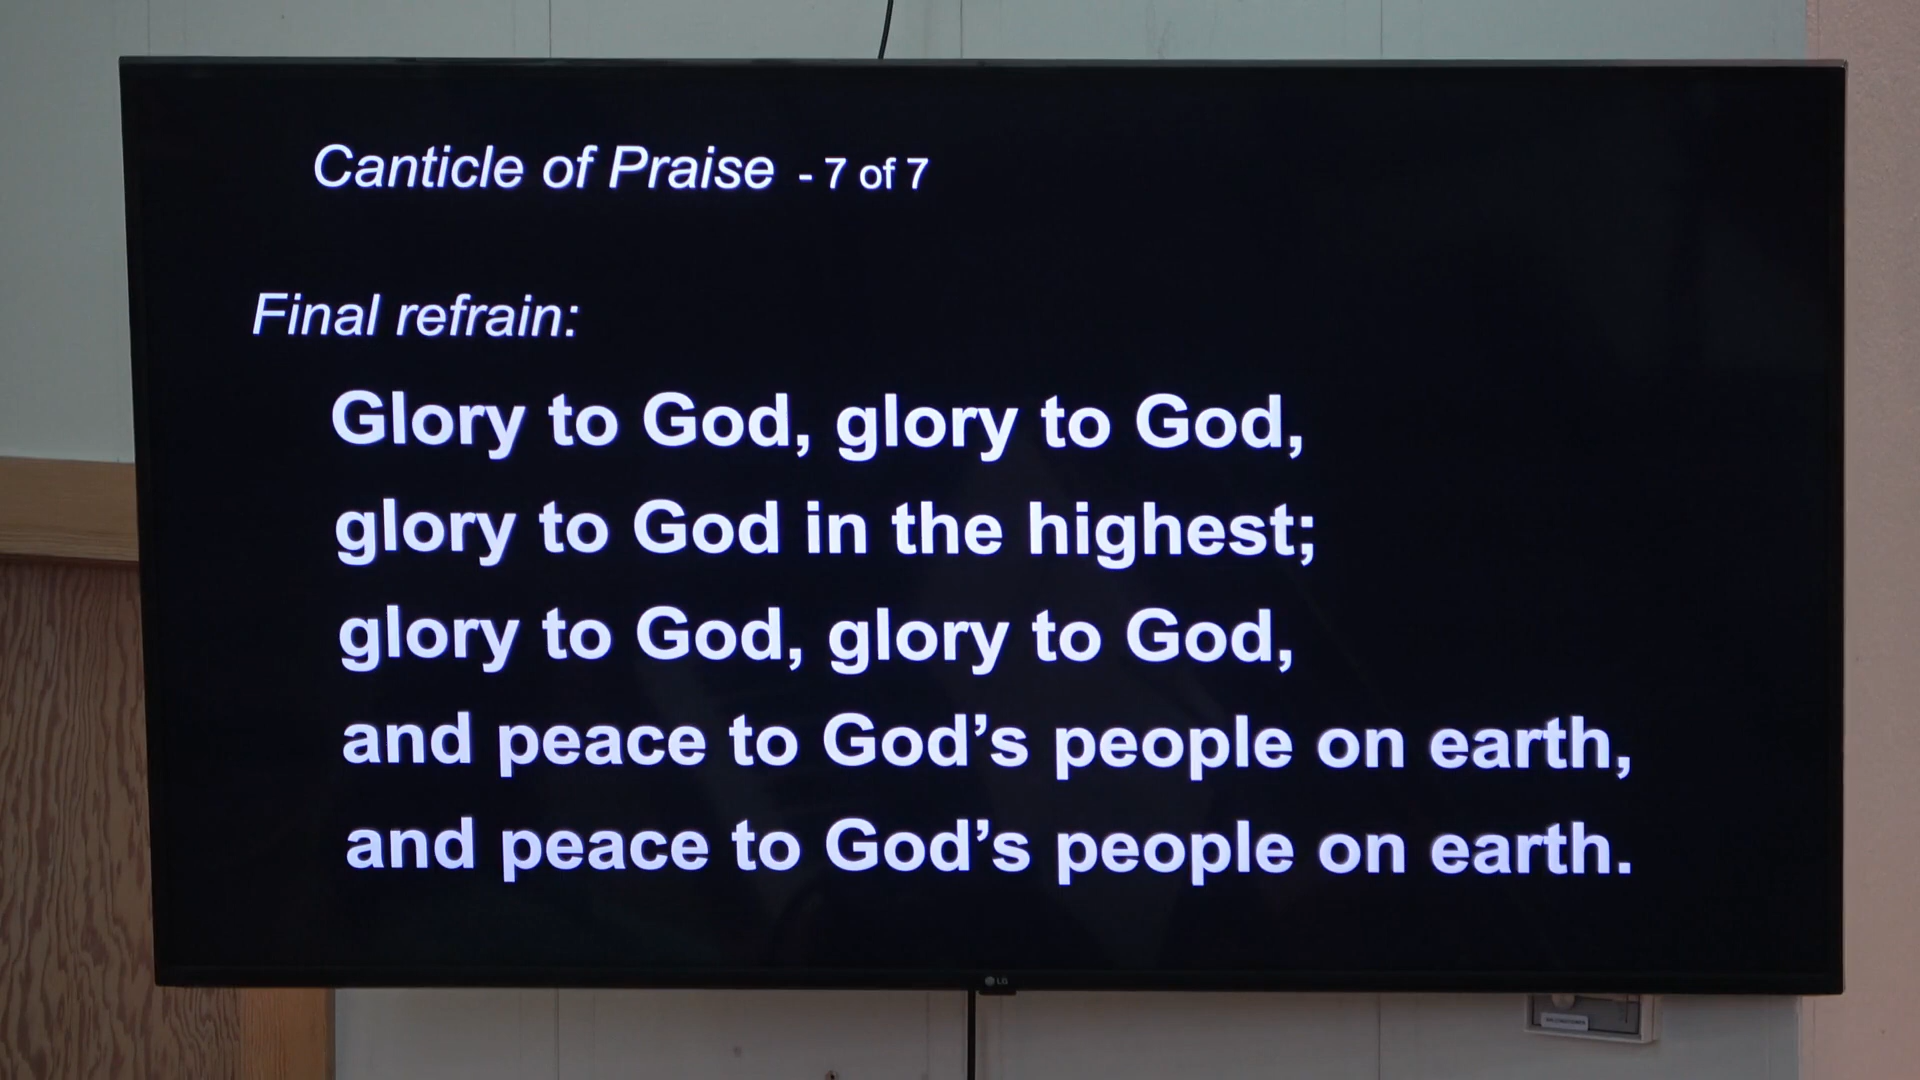 Canticle of Praise - 7 of 7
Final refrain:
Glory to God, glory to God,
glory to God in the highest;
glory to God, glory to God,
and peace to God’s people on earth,
and peace to God’s people on earth.
LG